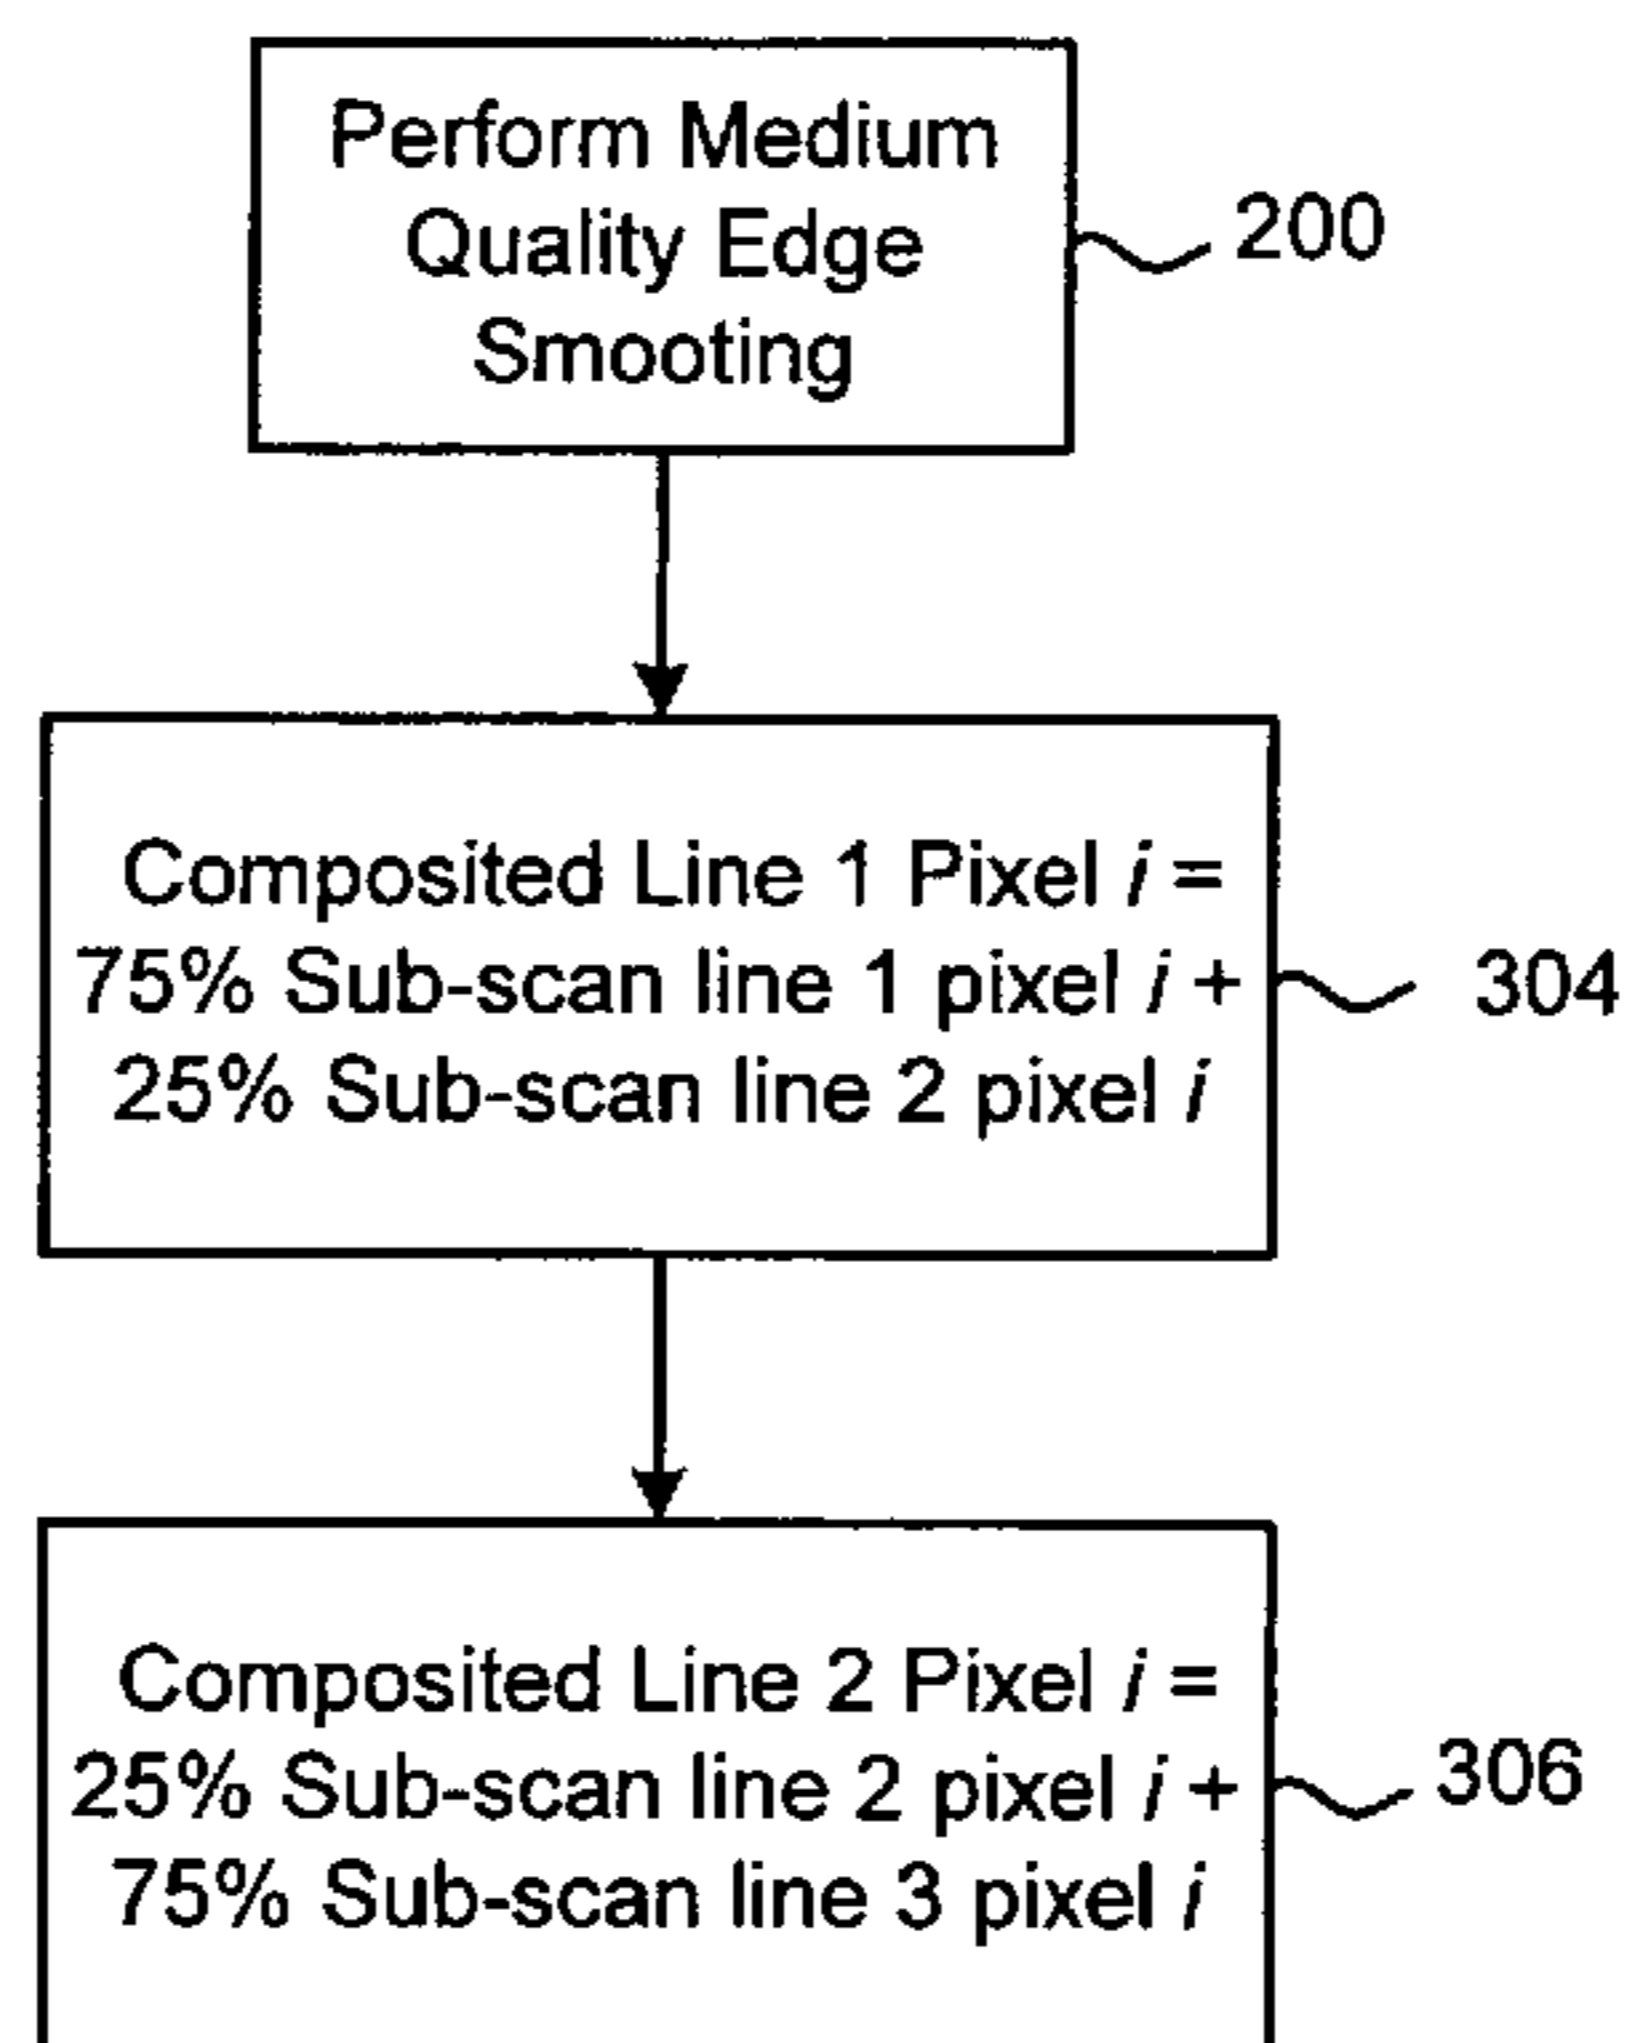 Perform Medium
Quality Edge
Smooting
200
Composited Line 1 Pixel i =
75% Sub-scan line 1 pixel i +
25% Sub-scan line 2 pixel i
304
Composited Line 2 Pixel i =
25% Sub-scan line 2 pixel i +
75% Sub-scan line 3 pixel i
306